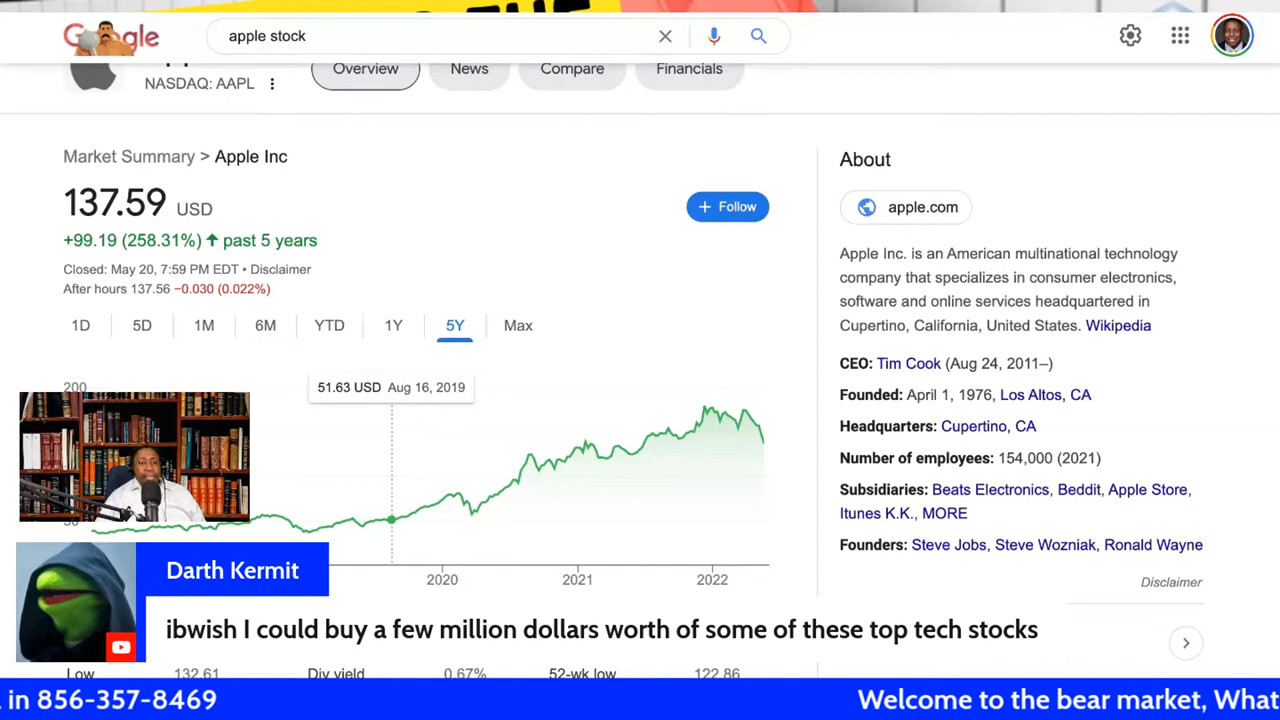 Google
apple stock
NASDAQ: AAPL
Overview
News
Compare
Financials
Market Summary > Apple Inc
137.59 USD
+ Follow
+99.19 (258.31%) ↑ past 5 years
Closed: May 20, 7:59 PM EDT • Disclaimer
After hours 137.56 −0.030 (0.022%)
1D
5D
1M
6M
YTD
1Y
5Y
Max
200
51.63 USD Aug 16, 2019
2020
2021
2022
About
apple.com
Apple Inc. is an American multinational technology
company that specializes in consumer electronics,
software and online services headquartered in
Cupertino, California, United States. Wikipedia
CEO: Tim Cook (Aug 24, 2011–)
Founded: April 1, 1976, Los Altos, CA
Headquarters: Cupertino, CA
Number of employees: 154,000 (2021)
Subsidiaries: Beats Electronics, Beddit, Apple Store,
Itunes K.K., MORE
Founders: Steve Jobs, Steve Wozniak, Ronald Wayne
Disclaimer
Darth Kermit
ibwish I could buy a few million dollars worth of some of these top tech stocks
Low 132.61
Div yield 0.67%
52-wk low 122.86
in 856-357-8469
Welcome to the bear market, What